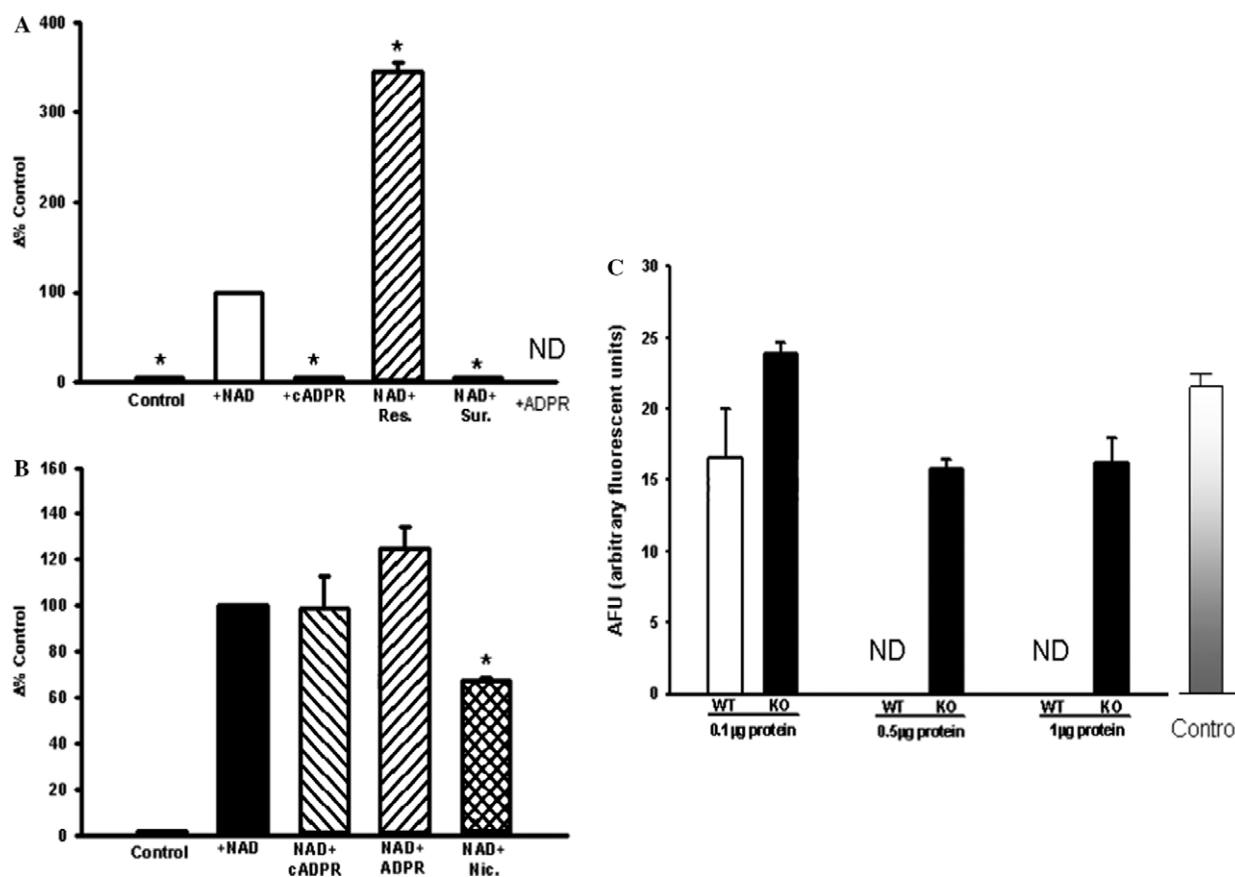 A
Δ% Control
400
300
200
100
0
*
*
*
*
ND
Control
+NAD
+cADPR
NAD+
Res.
NAD+
Sur.
+ADPR
B
Δ% Control
160
140
120
100
80
60
40
20
0
*
Control
+NAD
NAD+
cADPR
NAD+
ADPR
NAD+
Nic.
C
AFU (arbitrary fluorescent units)
30
25
20
15
10
5
0
ND
ND
WT KO
WT KO
WT KO
0.1µg protein
0.5µg protein
1µg protein
Contro